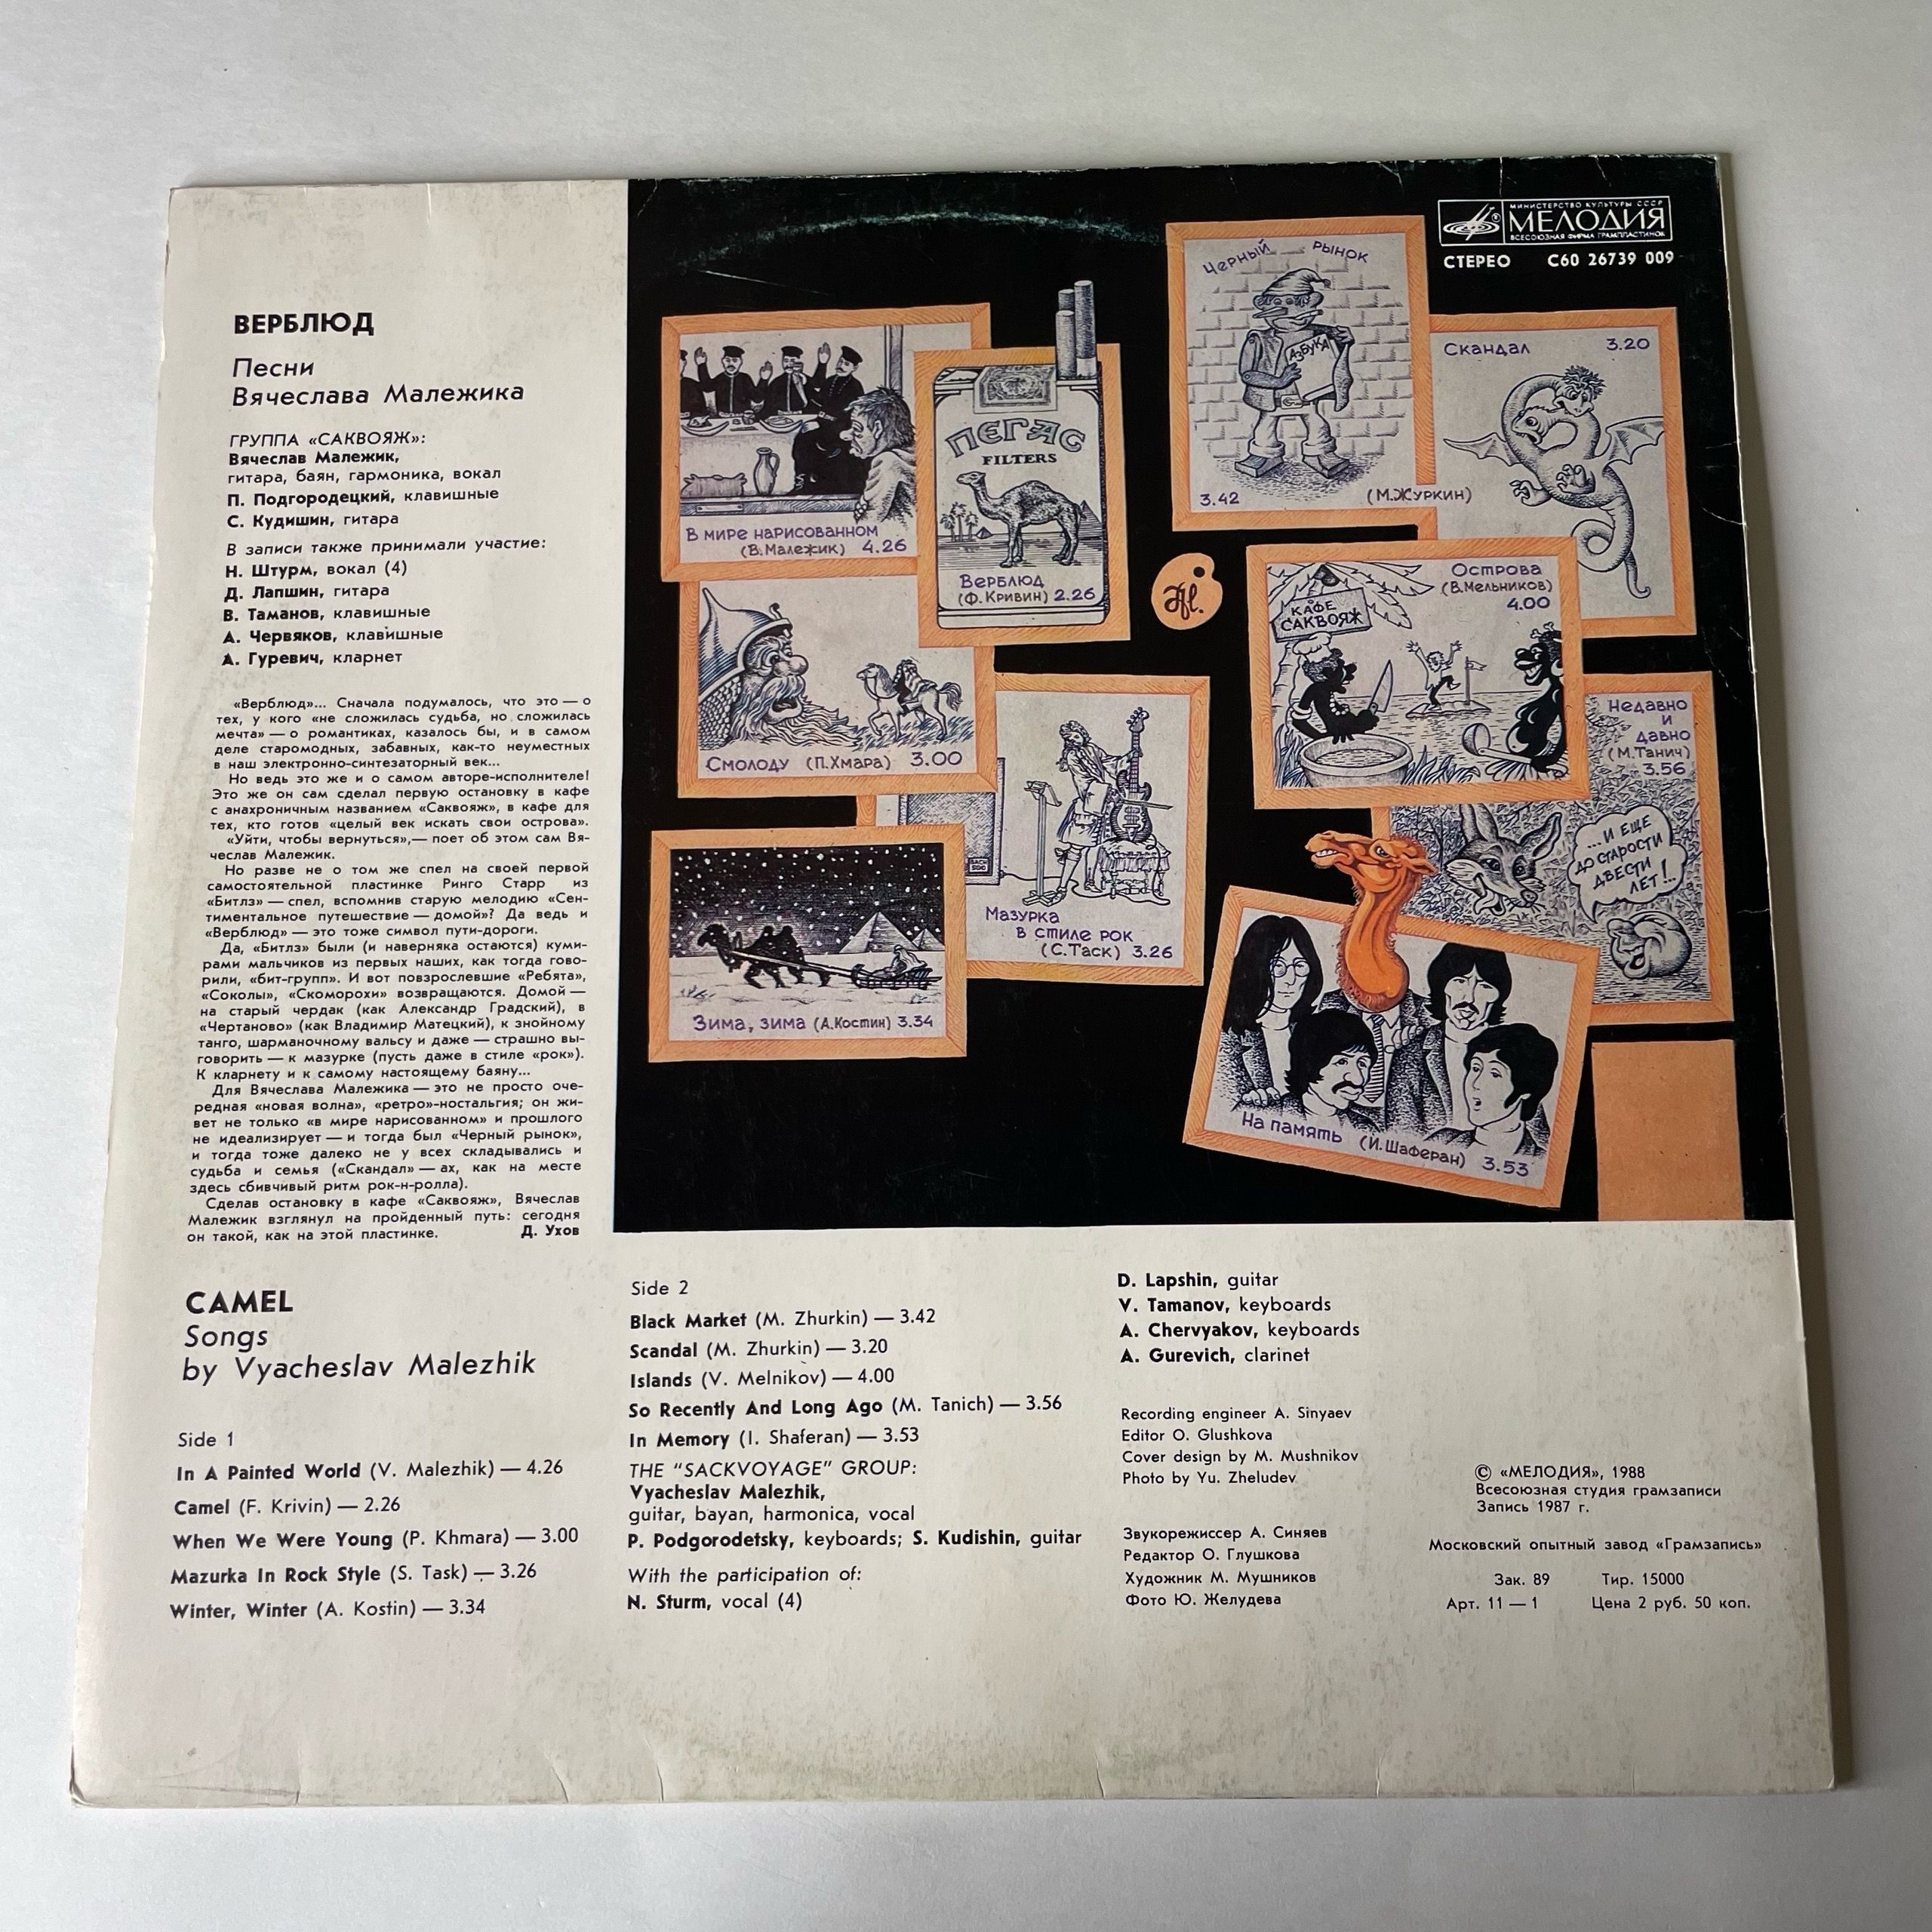 МИНИСТЕРСТВО КУЛЬТУРЫ СССР
МЕЛОДИЯ
ВСЕСОЮЗНАЯ ФИРМА ГРАМПЛАСТИНОК
СТЕРЕО С60 26739 009
ВЕРБЛЮД
Песни
Вячеслава Малежика
ГРУППА «САКВОЯЖ»:
Вячеслав Малежик,
гитара, баян, гармоника, вокал
П. Подгородецкий, клавишные
С. Кудишин, гитара
В записи также принимали участие:
Н. Штурм, вокал (4)
Д. Лапшин, гитара
В. Таманов, клавишные
А. Червяков, клавишные
А. Гуревич, кларнет
«Верблюд»... Сначала подумалось, что это — о
тех, у кого «не сложилась судьба, но сложилась
мечта» — о романтиках, казалось бы, и в самом
деле старомодных, забавных, как-то неуместных
в наш электронно-синтезаторный век...
Но ведь это же и о самом авторе-исполнителе!
Это же он сам сделал первую остановку в кафе
с анахроничным названием «Саквояж», в кафе для
тех, кто готов «целый век искать свои острова».
«Уйти, чтобы вернуться»,— поет об этом сам Вя-
чеслав Малежик.
Но разве не о том же спел на своей первой
самостоятельной пластинке Ринго Старр из
«Битлз» — спел, вспомнив старую мелодию «Сен-
тиментальное путешествие — домой»? Да ведь и
«Верблюд» — это тоже символ пути-дороги.
Да, «Битлз» были (и наверняка остаются) куми-
рами мальчиков из первых наших, как тогда гово-
рили, «бит-групп». И вот повзрослевшие «Ребята»,
«Соколы», «Скоморохи» возвращаются. Домой —
на старый чердак (как Александр Градский), в
«Чертаново» (как Владимир Матецкий), к знойному
танго, шарманочному вальсу и даже — страшно вы-
говорить — к мазурке (пусть даже в стиле «рок»).
К кларнету и к самому настоящему баяну...
Для Вячеслава Малежика — это не просто оче-
редная «новая волна», «ретро»-ностальгия; он жи-
вет не только «в мире нарисованном» и прошлого
не идеализирует — и тогда был «Черный рынок»,
и тогда тоже далеко не у всех складывались и
судьба и семья («Скандал» — ах, как на месте
здесь сбивчивый ритм рок-н-ролла).
Сделав остановку в кафе «Саквояж», Вячеслав
Малежик взглянул на пройденный путь: сегодня
он такой, как на этой пластинке. Д. Ухов
В мире нарисованном
(В.Малежик) 4.26
ПЕГАС
FILTERS
Верблюд
(Ф.Кривин) 2.26
Смолоду (П.Хмара) 3.00
BACK
SIDE
Мазурка
в стиле рок
(С.Таск) 3.26
Зима, зима (А.Костин) 3.34
Черный рынок
АЗБУКА
3.42 (М.Журкин)
Скандал 3.20
Острова
(В.Мельников)
4.00
КАФЕ
САКВОЯЖ
Недавно
и
давно
(М.Танич)
3.56
...И ЕЩЕ
ДО СТАРОСТИ
ДВЕСТИ
ЛЕТ!..
На память (И.Шаферан) 3.53
CAMEL
Songs
by Vyacheslav Malezhik
Side 1
In A Painted World (V. Malezhik) — 4.26
Camel (F. Krivin) — 2.26
When We Were Young (P. Khmara) — 3.00
Mazurka In Rock Style (S. Task) — 3.26
Winter, Winter (A. Kostin) — 3.34
Side 2
Black Market (M. Zhurkin) — 3.42
Scandal (M. Zhurkin) — 3.20
Islands (V. Melnikov) — 4.00
So Recently And Long Ago (M. Tanich) — 3.56
In Memory (I. Shaferan) — 3.53
THE "SACKVOYAGE" GROUP:
Vyacheslav Malezhik,
guitar, bayan, harmonica, vocal
P. Podgorodetsky, keyboards; S. Kudishin, guitar
With the participation of:
N. Sturm, vocal (4)
D. Lapshin, guitar
V. Tamanov, keyboards
A. Chervyakov, keyboards
A. Gurevich, clarinet
Recording engineer A. Sinyaev
Editor O. Glushkova
Cover design by M. Mushnikov
Photo by Yu. Zheludev
Звукорежиссер А. Синяев
Редактор О. Глушкова
Художник М. Мушников
Фото Ю. Желудева
© «МЕЛОДИЯ», 1988
Всесоюзная студия грамзаписи
Запись 1987 г.
Московский опытный завод «Грамзапись»
Зак. 89 Тир. 15000
Арт. 11 — 1 Цена 2 руб. 50 коп.